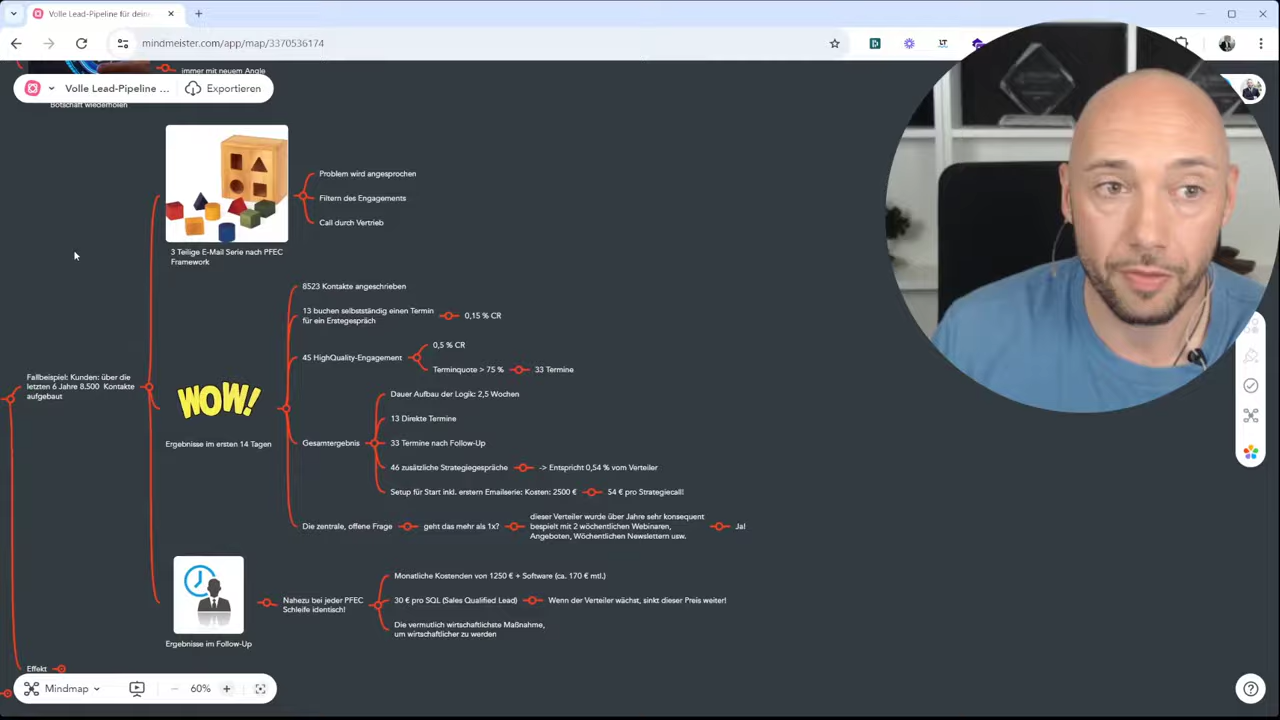 Volle Lead-Pipeline für deine
mindmeister.com/app/map/3370536174
LT
immer mit neuem Angle
Volle Lead-Pipeline ...
Exportieren
Botschaft wiederholen
Problem wird angesprochen
Filtern des Engagements
Call durch Vertrieb
3 Teilige E-Mail Serie nach PFEC
Framework
8523 Kontakte angeschrieben
13 buchen selbstständig einen Termin
für ein Erstegespräch
0,15 % CR
45 HighQuality-Engagement
0,5 % CR
Terminquote > 75 %
33 Termine
Fallbeispiel: Kunden: über die
letzten 6 Jahre 8.500 Kontakte
aufgebaut
WOW!
Ergebnisse im ersten 14 Tagen
Gesamtergebnis
Dauer Aufbau der Logik: 2,5 Wochen
13 Direkte Termine
33 Termine nach Follow-Up
46 zusätzliche Strategiegespräche
-> Entspricht 0,54 % vom Verteiler
Setup für Start inkl. erstern Emailserie: Kosten: 2500 €
54 € pro Strategiecall!
Die zentrale, offene Frage
geht das mehr als 1x?
dieser Verteiler wurde über Jahre sehr konsequent
bespielt mit 2 wöchentlichen Webinaren,
Angeboten, Wöchentlichen Newslettern usw.
Ja!
Nahezu bei jeder PFEC
Schleife identisch!
Monatliche Kostenden von 1250 € + Software (ca. 170 € mtl.)
30 € pro SQL (Sales Qualified Lead)
Wenn der Verteiler wächst, sinkt dieser Preis weiter!
Die vermutlich wirtschaftlichste Maßnahme,
um wirtschaftlicher zu werden
Ergebnisse im Follow-Up
Effekt
Mindmap
60%